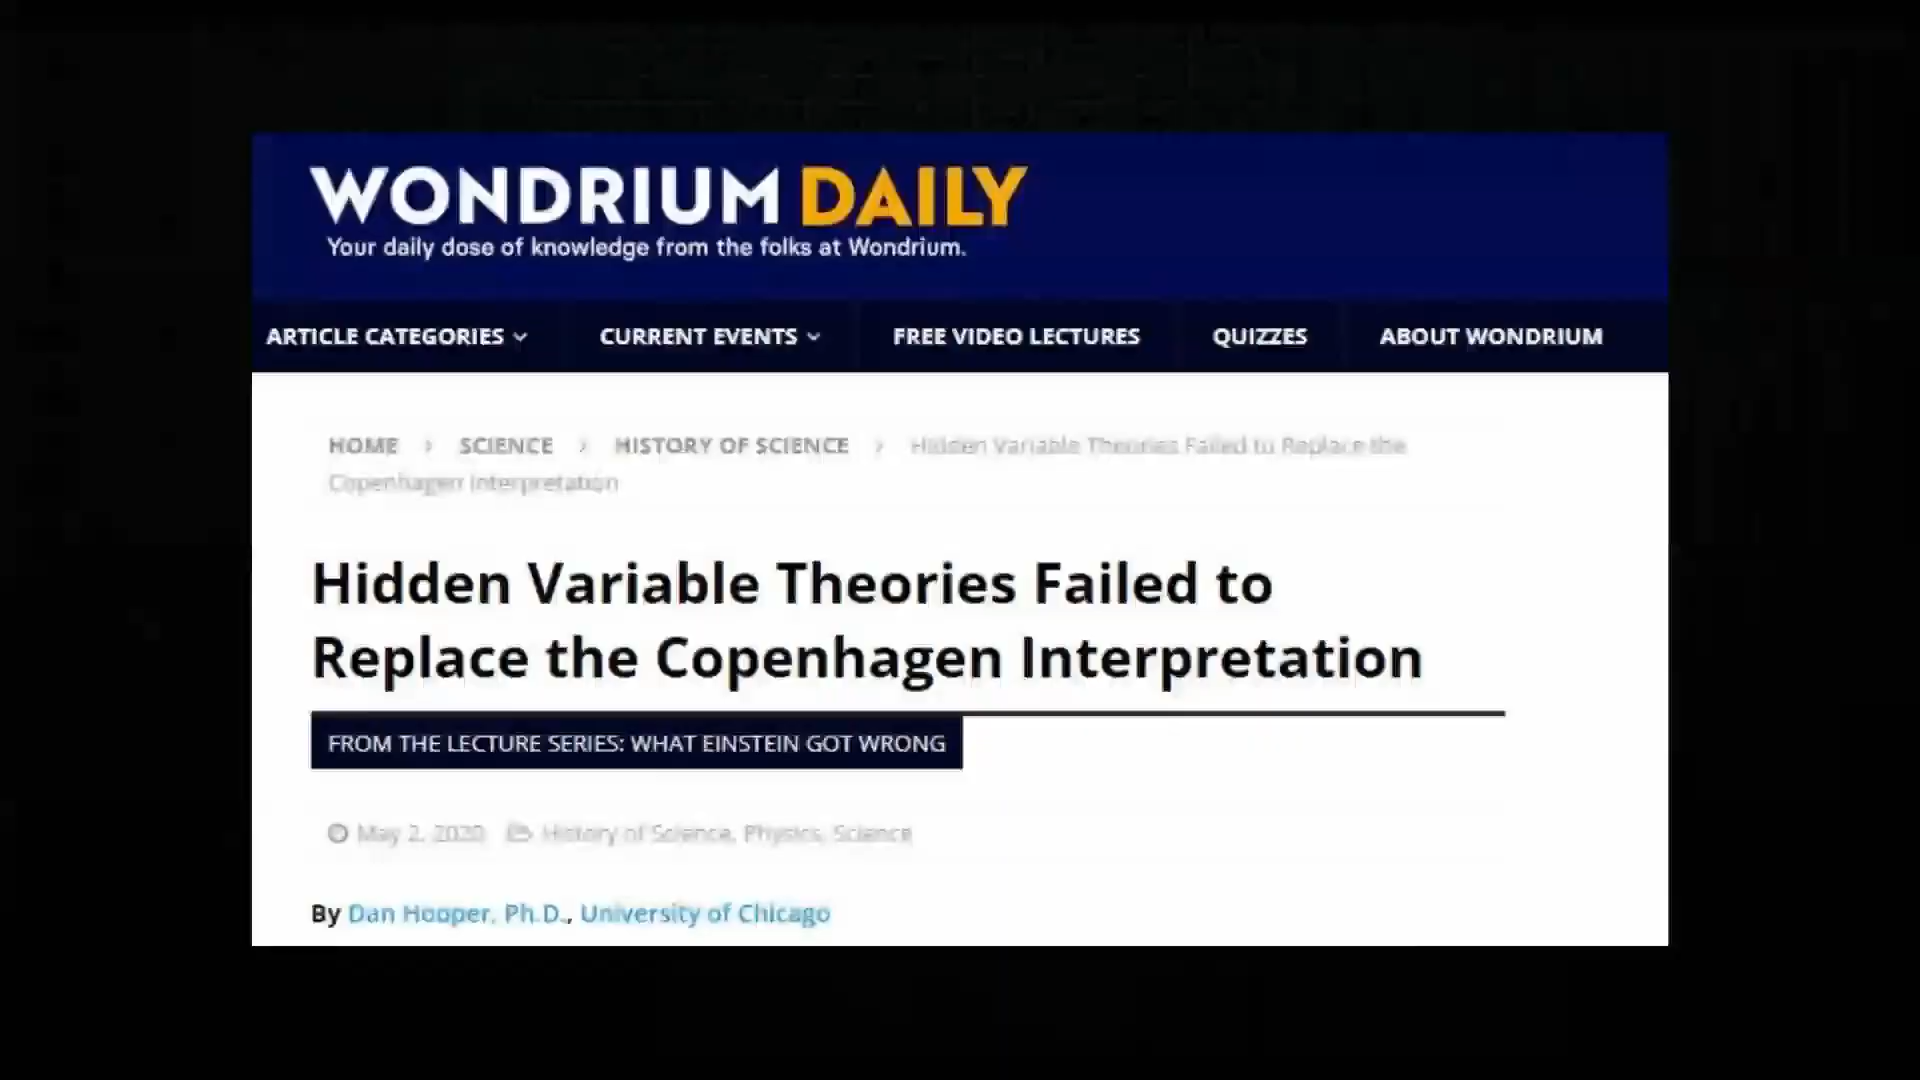 WONDRIUM DAILY
Your daily dose of knowledge from the folks at Wondrium.
ARTICLE CATEGORIES CURRENT EVENTS FREE VIDEO LECTURES QUIZZES ABOUT WONDRIUM
HOME > SCIENCE > HISTORY OF SCIENCE > Hidden Variable Theories Failed to Replace the
Copenhagen Interpretation
Hidden Variable Theories Failed to
Replace the Copenhagen Interpretation
FROM THE LECTURE SERIES: WHAT EINSTEIN GOT WRONG
May 2, 2020 History of Science, Physics, Science
By Dan Hooper, Ph.D., University of Chicago